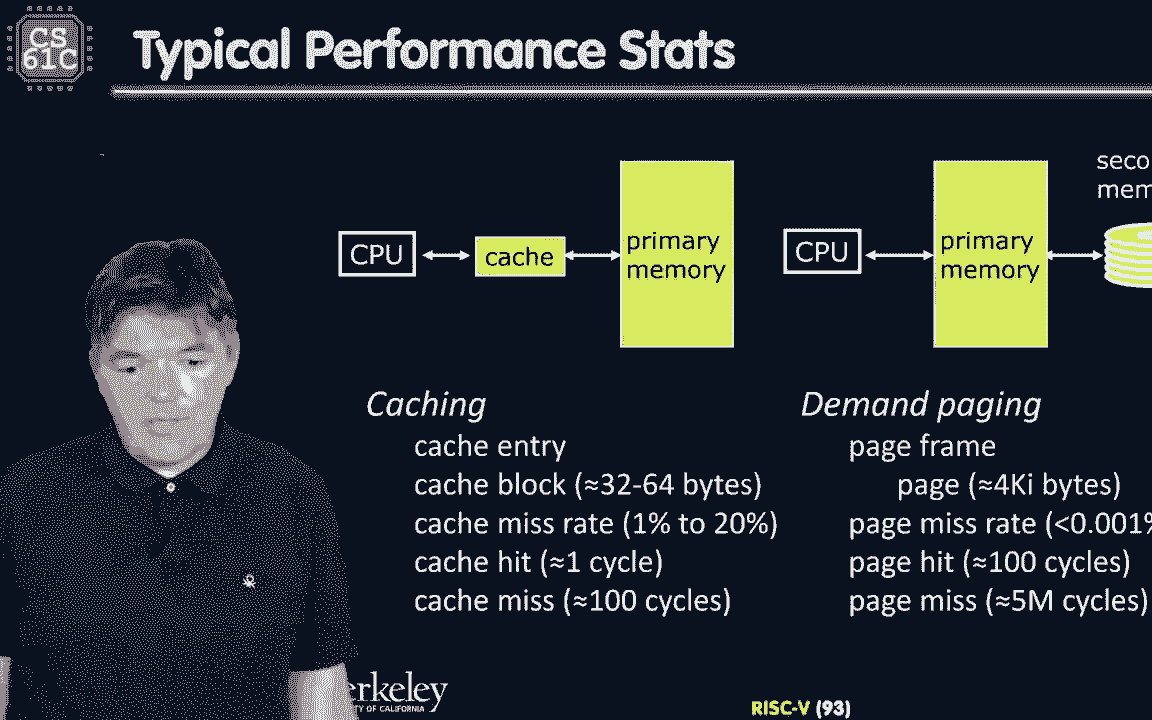 CS
61C
Typical Performance Stats
CPU
cache
primary
memory
CPU
primary
memory
seco
mem
Caching
cache entry
cache block (≈32-64 bytes)
cache miss rate (1% to 20%)
cache hit (≈1 cycle)
cache miss (≈100 cycles)
Demand paging
page frame
page (≈4Ki bytes)
page miss rate (<0.001%
page hit (≈100 cycles)
page miss (≈5M cycles)
erkeley
TY OF CALIFORNIA
RISC-V (93)